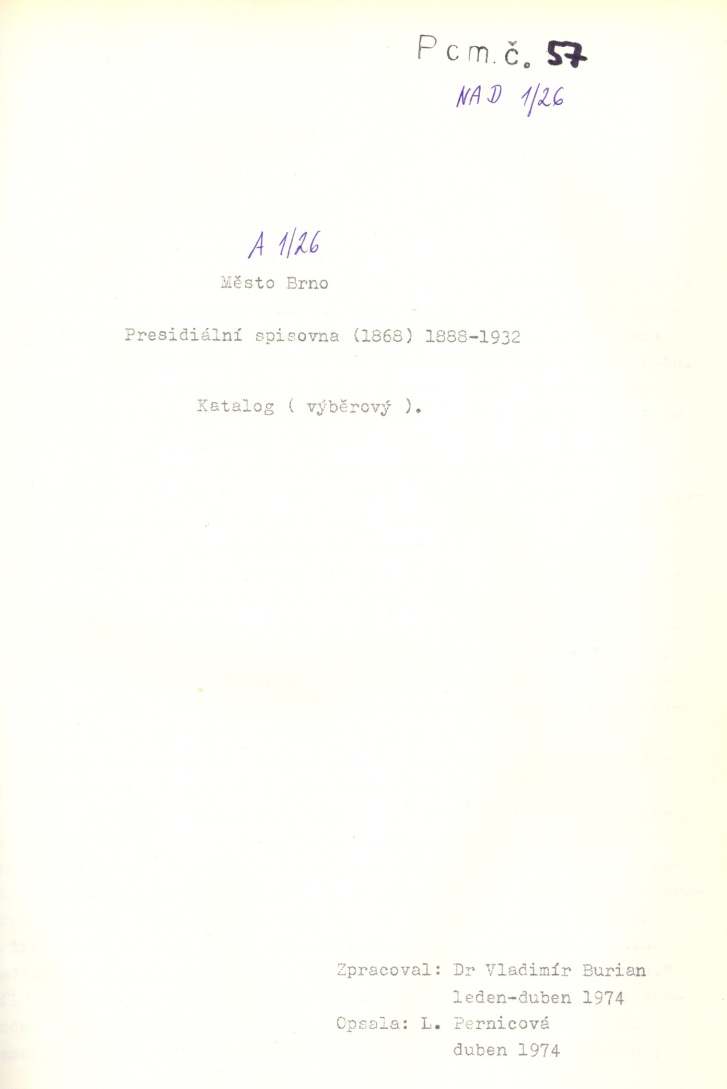 Pom. č. 57
NAD 1/26
A 1/26
Město Brno
Presidiální spisovna (1868) 1888-1932
Katalog ( výběrový ).
Zpracoval: Dr Vladimír Burian
leden-duben 1974
Opsala: L. Pernicová
duben 1974